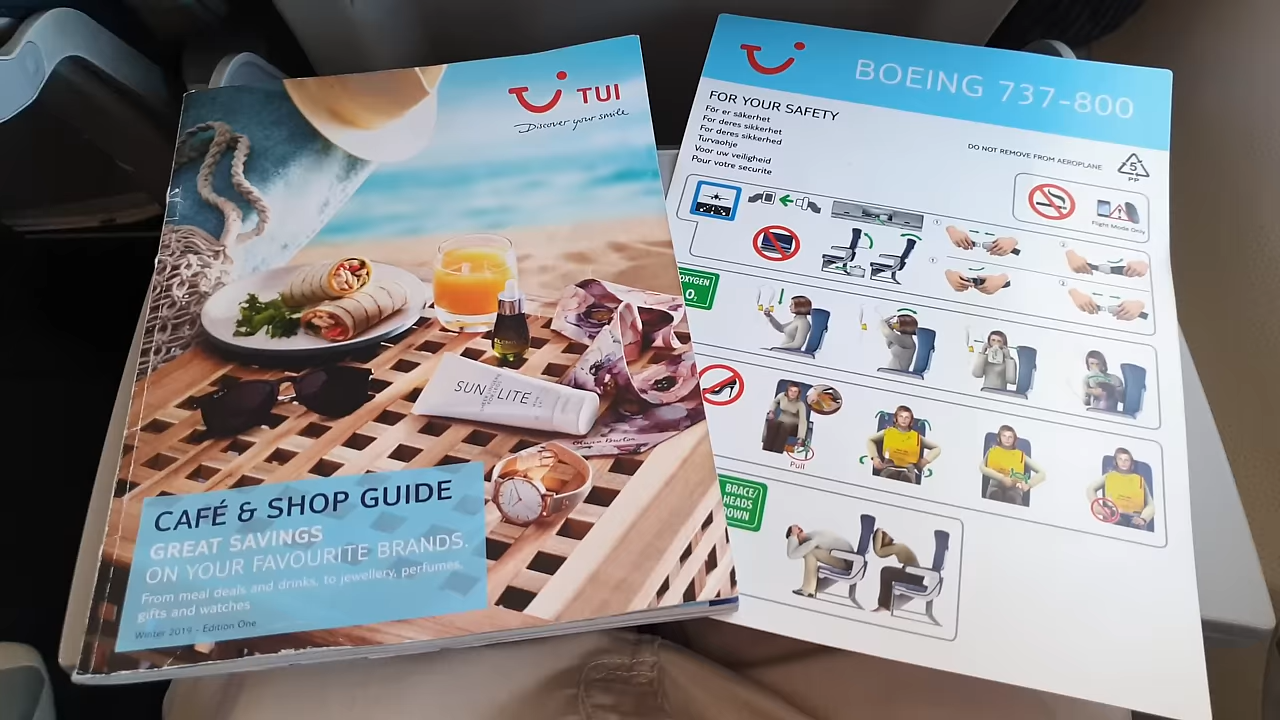 TUI
Discover your smile
SUN LITE
Olivia Burton
CAFÉ & SHOP GUIDE
GREAT SAVINGS
ON YOUR FAVOURITE BRANDS.
From meal deals and drinks, to jewellery, perfumes,
gifts and watches
Winter 2019 - Edition One
BOEING 737-800
FOR YOUR SAFETY
För er säkerhet
For deres sikkerhet
For deres sikkerhed
Turvaohje
Voor uw veiligheid
Pour votre securite
DO NOT REMOVE FROM AEROPLANE
5
PP
Flight Mode Only
OXYGEN
O₂
Pull
BRACE/
HEADS
DOWN